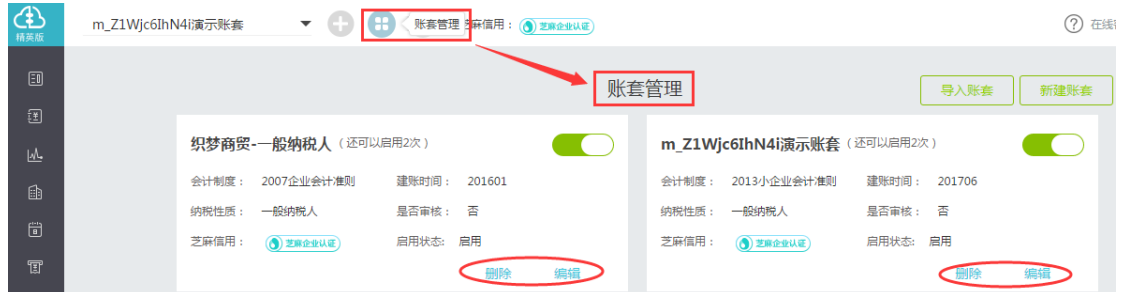 精英版
m_Z1Wjc6IhN4i演示账套
账套管理
麻信用：
芝麻企业认证
在线
账套管理
导入账套
新建账套
织梦商贸-一般纳税人（还可以启用2次）
会计制度： 2007企业会计准则 建账时间： 201601
纳税性质： 一般纳税人 是否审核： 否
芝麻信用： 芝麻企业认证 启用状态: 启用
删除 编辑
m_Z1Wjc6IhN4i演示账套（还可以启用2次）
会计制度： 2013小企业会计准则 建账时间： 201706
纳税性质： 一般纳税人 是否审核： 否
芝麻信用： 芝麻企业认证 启用状态: 启用
删除 编辑